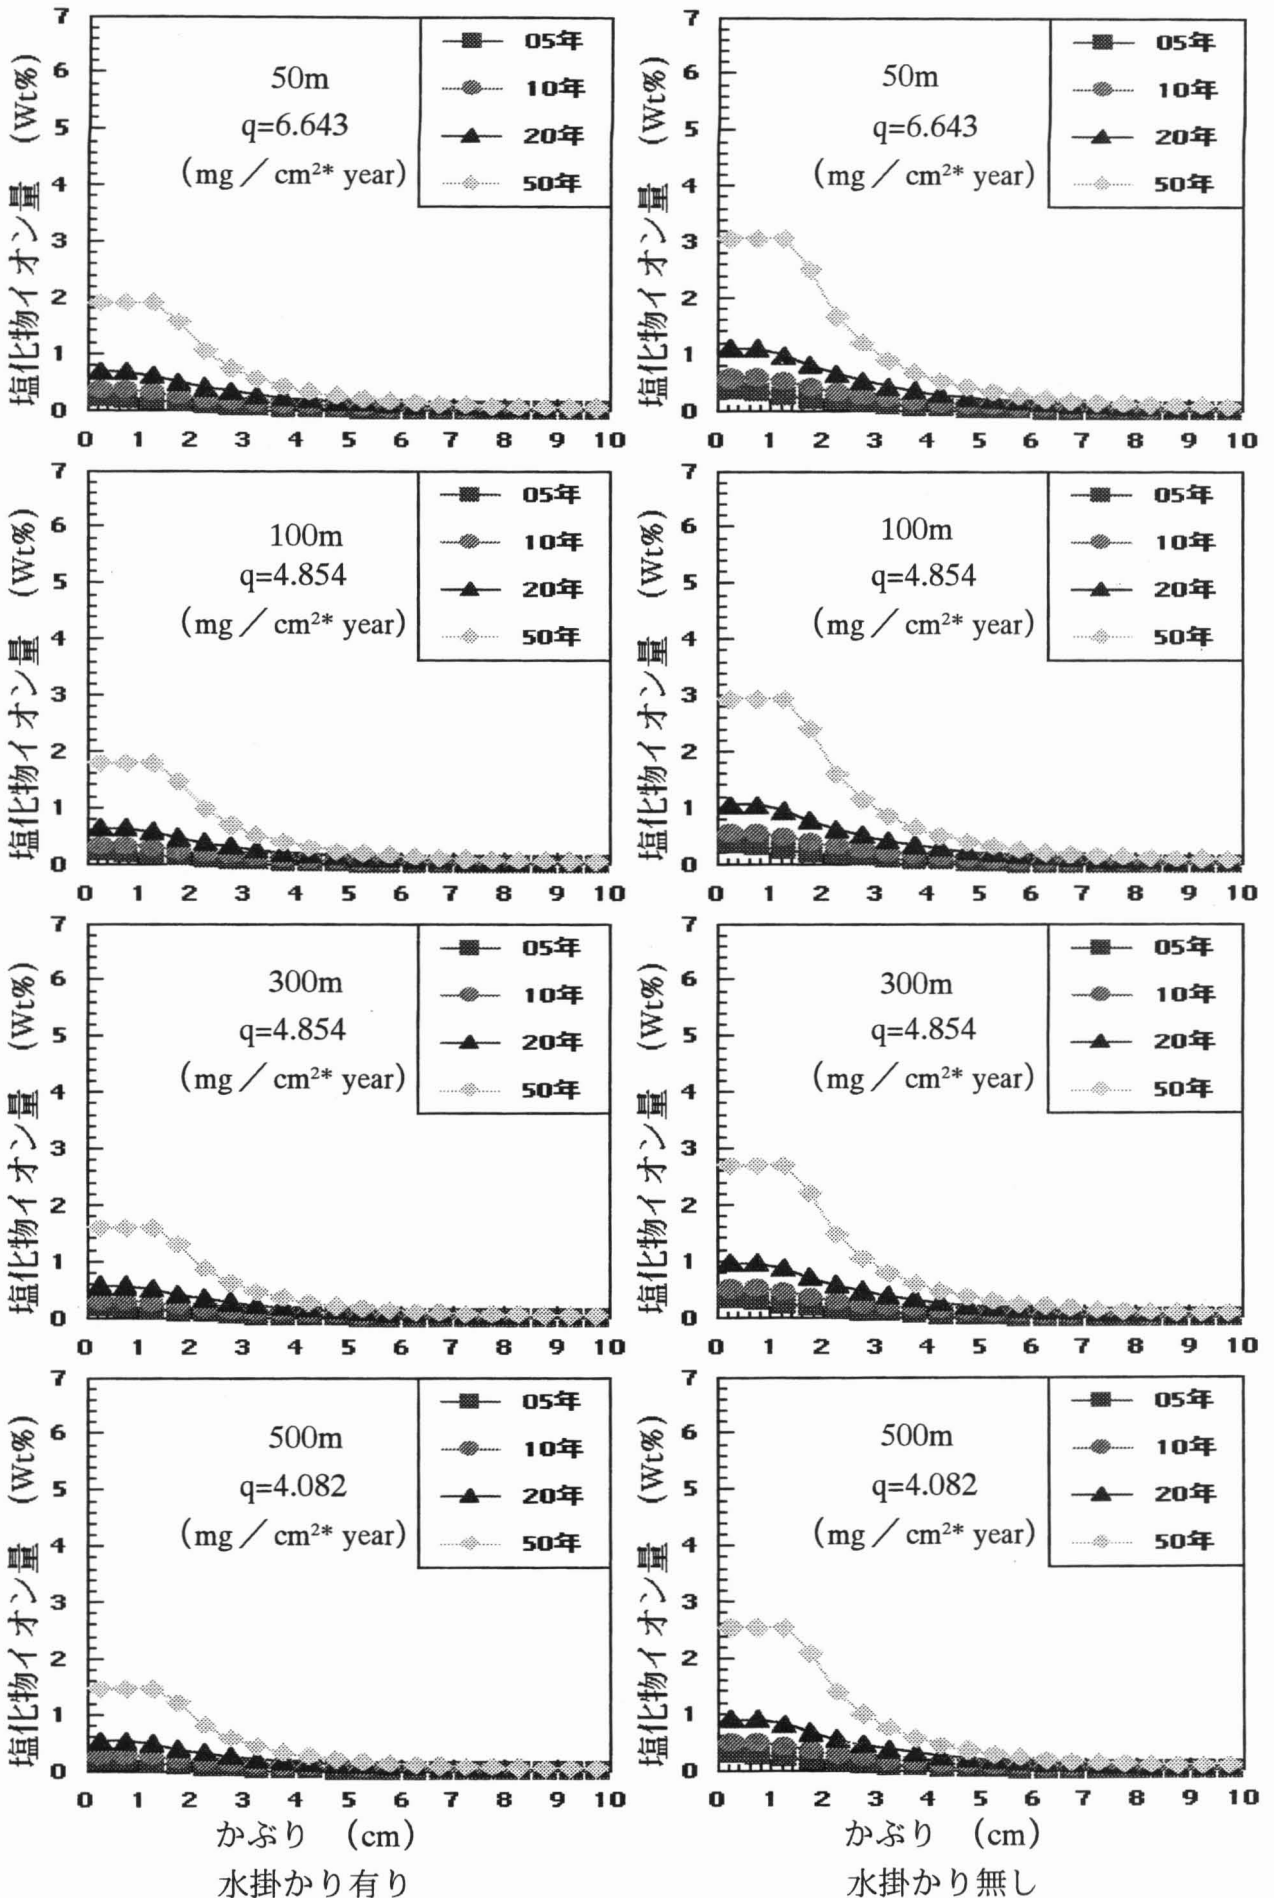 塩化物イオン量 (Wt%)
7
6
5
4
3
2
1
0
50m
q=6.643
(mg/cm²* year)
05年
10年
20年
50年
0 1 2 3 4 5 6 7 8 9 10
塩化物イオン量 (Wt%)
7
6
5
4
3
2
1
0
50m
q=6.643
(mg/cm²* year)
05年
10年
20年
50年
0 1 2 3 4 5 6 7 8 9 10
塩化物イオン量 (Wt%)
7
6
5
4
3
2
1
0
100m
q=4.854
(mg/cm²* year)
05年
10年
20年
50年
0 1 2 3 4 5 6 7 8 9 10
塩化物イオン量 (Wt%)
7
6
5
4
3
2
1
0
100m
q=4.854
(mg/cm²* year)
05年
10年
20年
50年
0 1 2 3 4 5 6 7 8 9 10
塩化物イオン量 (Wt%)
7
6
5
4
3
2
1
0
300m
q=4.854
(mg/cm²* year)
05年
10年
20年
50年
0 1 2 3 4 5 6 7 8 9 10
塩化物イオン量 (Wt%)
7
6
5
4
3
2
1
0
300m
q=4.854
(mg/cm²* year)
05年
10年
20年
50年
0 1 2 3 4 5 6 7 8 9 10
塩化物イオン量 (Wt%)
7
6
5
4
3
2
1
0
500m
q=4.082
(mg/cm²* year)
05年
10年
20年
50年
0 1 2 3 4 5 6 7 8 9 10
かぶり (cm)
水掛かり有り
塩化物イオン量 (Wt%)
7
6
5
4
3
2
1
0
500m
q=4.082
(mg/cm²* year)
05年
10年
20年
50年
0 1 2 3 4 5 6 7 8 9 10
かぶり (cm)
水掛かり無し